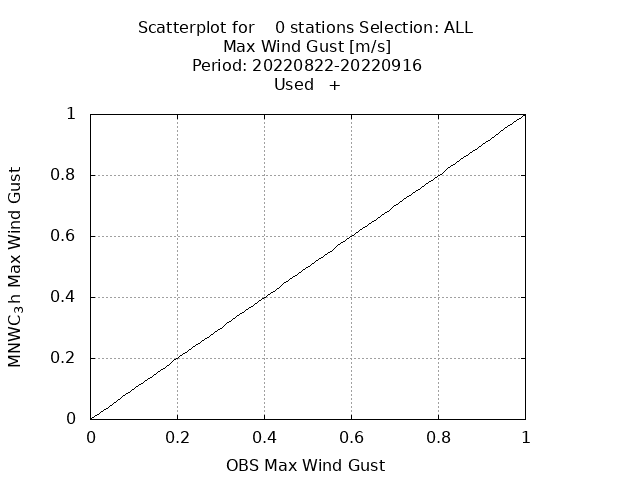 Scatterplot for    0 stations Selection: ALL
Max Wind Gust [m/s]
Period: 20220822-20220916
Used   +
1
0.8
0.6
0.4
0.2
0
MNWC₃h Max Wind Gust
0 0.2 0.4 0.6 0.8 1
OBS Max Wind Gust